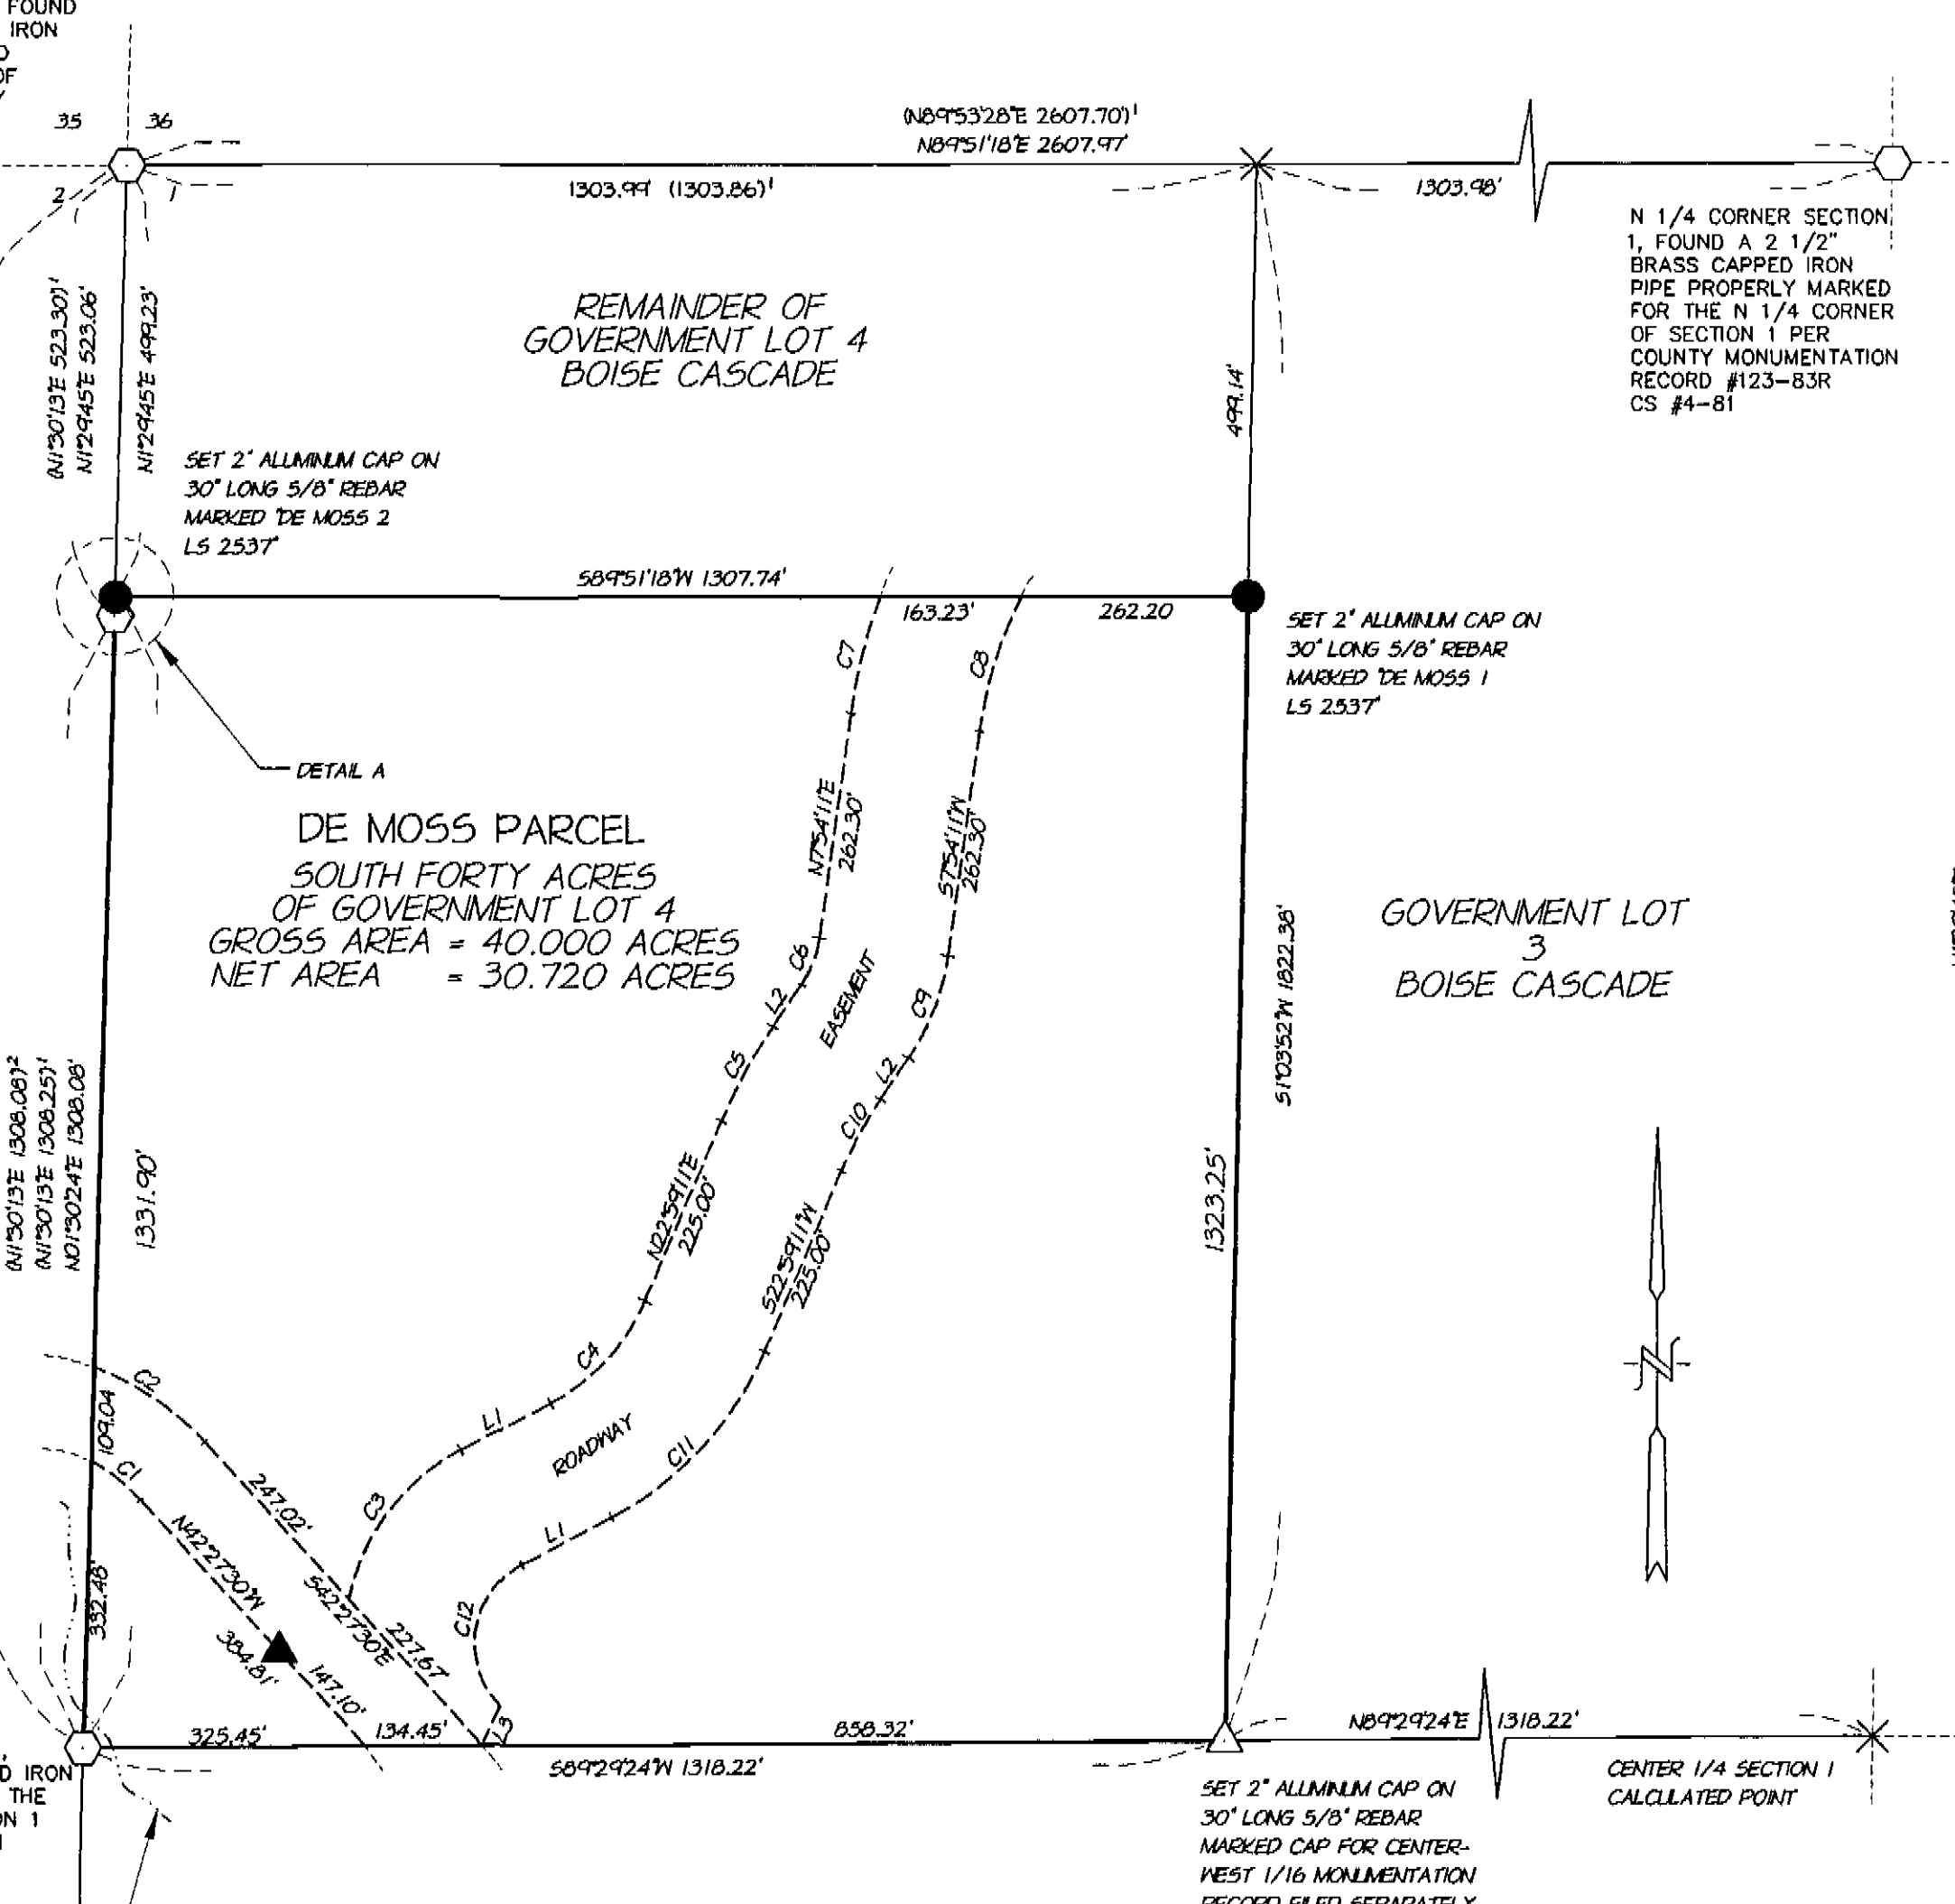 FOUND
IRON
OF
35 36
2 1
(N89°53'28"E 2607.70')¹
N89°51'18"E 2607.97'
1303.99' (1303.86)¹
1303.98'
N 1/4 CORNER SECTION
1, FOUND A 2 1/2"
BRASS CAPPED IRON
PIPE PROPERLY MARKED
FOR THE N 1/4 CORNER
OF SECTION 1 PER
COUNTY MONUMENTATION
RECORD #123-83R
CS #4-81
(N1°30'13"E 523.30')¹
N1°29'45"E 523.06'
N1°29'45"E 499.23'
REMAINDER OF
GOVERNMENT LOT 4
BOISE CASCADE
499.14'
SET 2" ALUMINUM CAP ON
30" LONG 5/8" REBAR
MARKED "DE MOSS 2
LS 2537"
S89°51'18"W 1307.74'
163.23'
262.20
SET 2" ALUMINUM CAP ON
30" LONG 5/8" REBAR
MARKED "DE MOSS 1
LS 2537"
C7
C8
DETAIL A
N7°54'11"E
262.30'
S7°54'11"W
262.30'
DE MOSS PARCEL
SOUTH FORTY ACRES
OF GOVERNMENT LOT 4
GROSS AREA = 40.000 ACRES
NET AREA = 30.720 ACRES
GOVERNMENT LOT
3
BOISE CASCADE
S1°03'52"W 1822.38'
C6
L2
EASEMENT
C9
C5
L2
C10
(N1°30'13"E 1308.08')²
(N1°30'13"E 1308.25')¹
N01°30'24"E 1308.08'
1331.90'
1323.25'
N22°59'11"E
225.00'
S22°59'11"W
225.00'
N
C4
C2
L1
109.04
ROADWAY
C11
C1
C3
247.02'
L1
N42°27'30"W
S42°27'30"E
332.48'
384.81'
227.67'
C12
147.10'
325.45'
134.45'
L3
858.32'
S89°29'24"W 1318.22'
N89°29'24"E 1318.22'
D IRON
THE
ON 1
CENTER 1/4 SECTION 1
CALCULATED POINT
SET 2" ALUMINUM CAP ON
30" LONG 5/8" REBAR
MARKED CAP FOR CENTER-
WEST 1/16 MONUMENTATION
RECORD FILED SEPARATELY